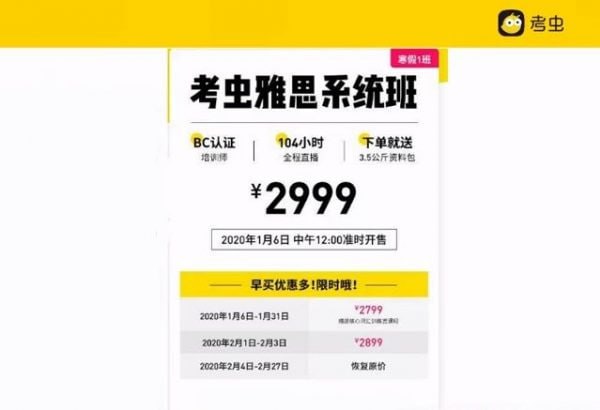 考虫
寒假1班
考虫雅思系统班
BC认证
培训师
104小时
全程直播
下单就送
3.5公斤资料包
¥2999
2020年1月6日 中午12:00准时开售
早买优惠多!限时哦!
2020年1月6日-1月31日
¥2799
2020年2月1日-2月3日
¥2899
2020年2月4日-2月27日
恢复原价